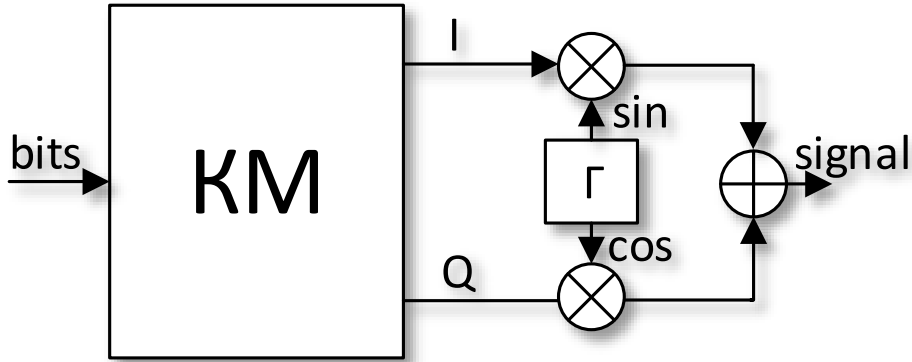 I
sin
bits
КМ
Г
signal
cos
Q